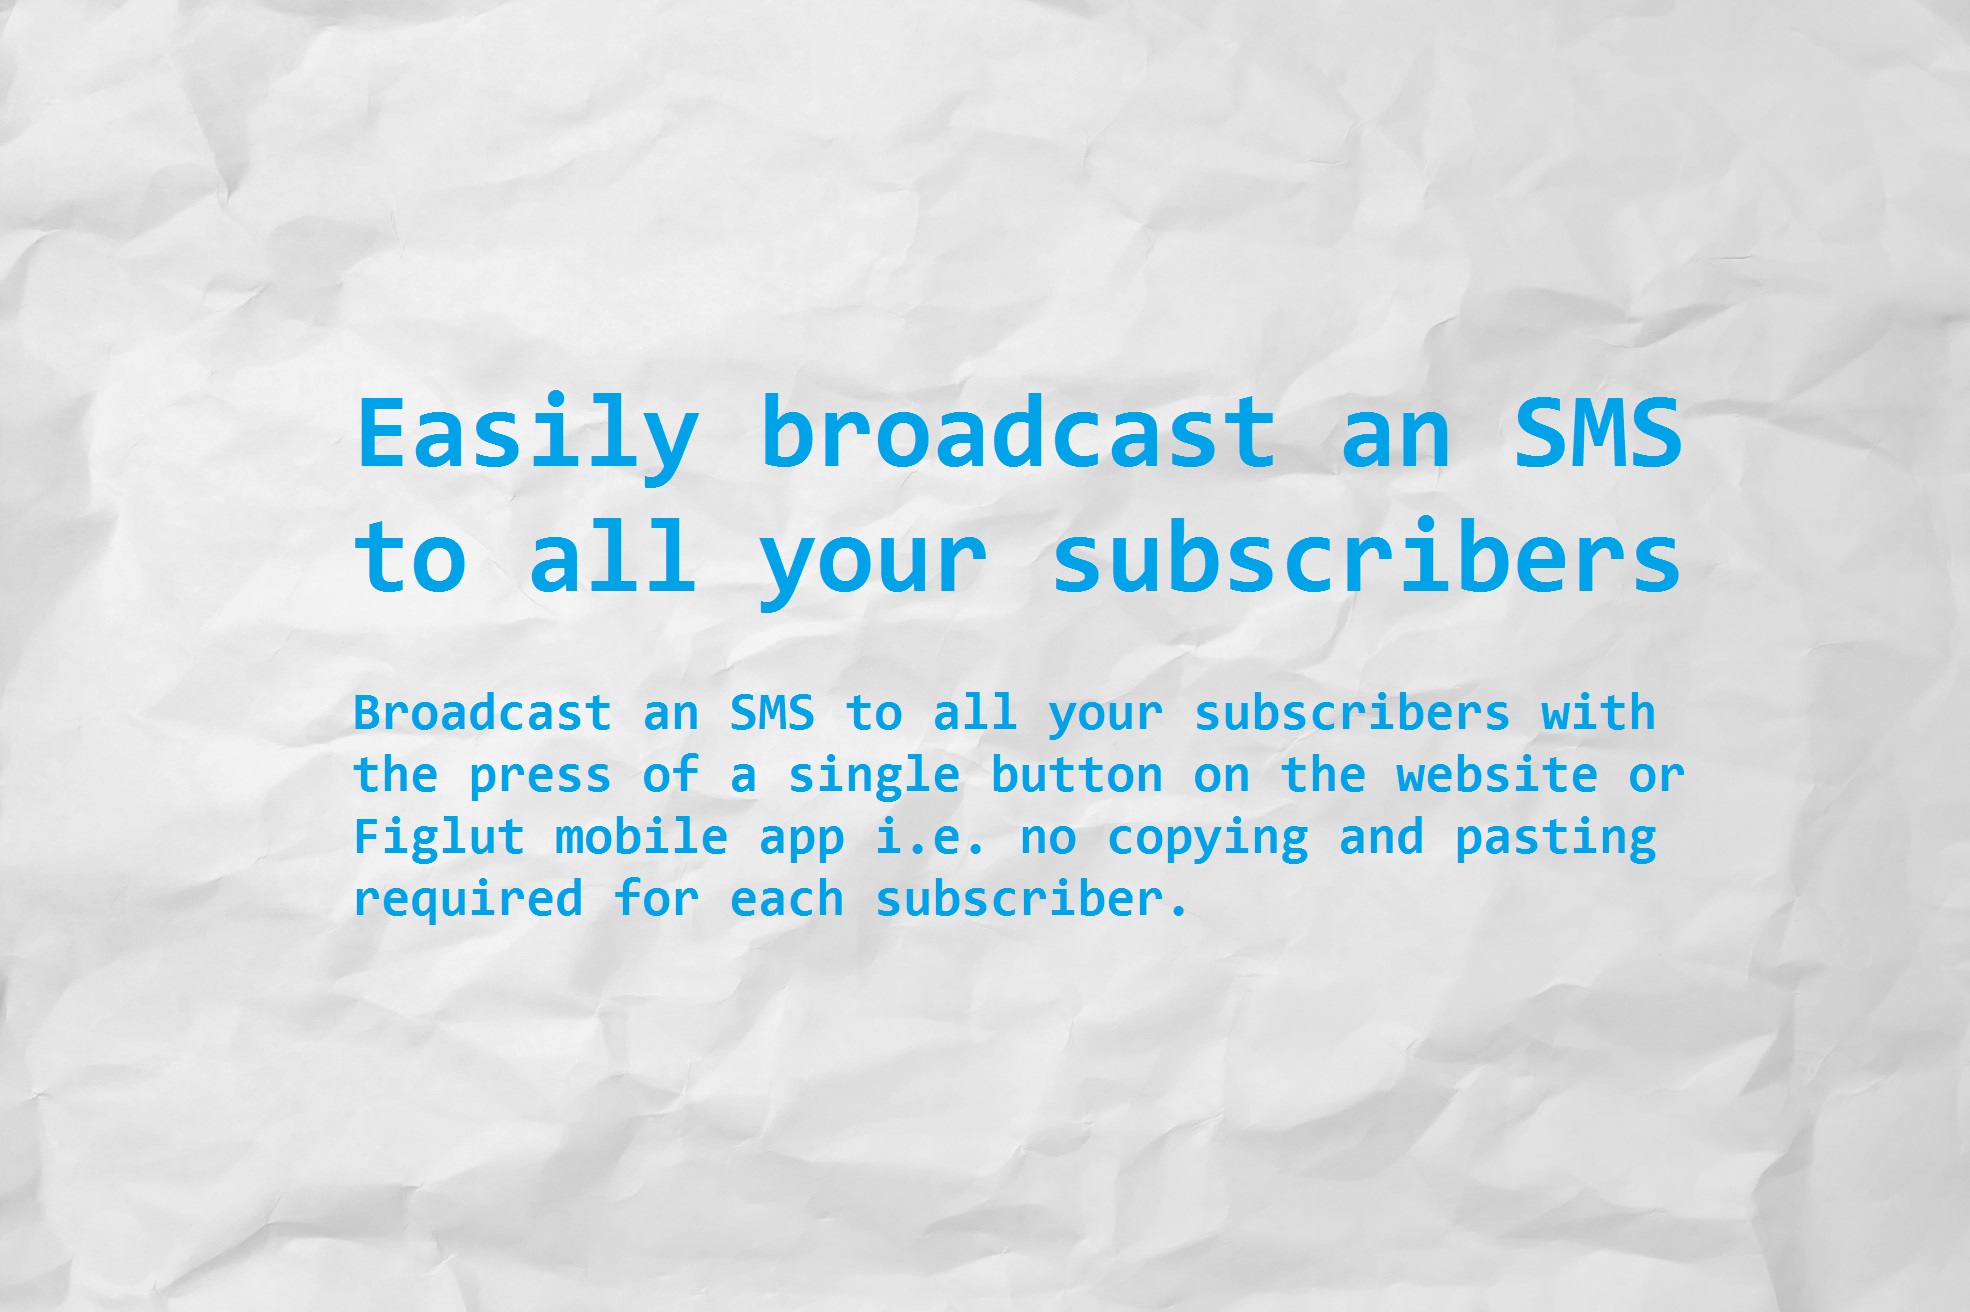 Easily broadcast an SMS
to all your subscribers
Broadcast an SMS to all your subscribers with
the press of a single button on the website or
Figlut mobile app i.e. no copying and pasting
required for each subscriber.